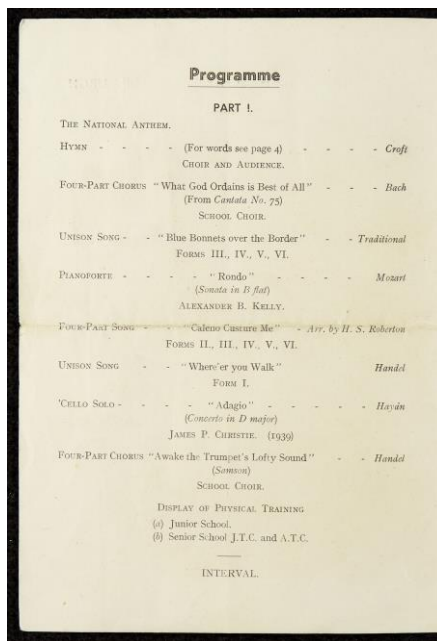 Programme
PART I.
THE NATIONAL ANTHEM.
HYMN - - - - (For words see page 4) - - - - Croft
CHOIR AND AUDIENCE.
FOUR-PART CHORUS "What God Ordains is Best of All" - - - Bach
(From Cantata No. 75)
SCHOOL CHOIR.
UNISON SONG - - "Blue Bonnets over the Border" - - Traditional
FORMS III., IV., V., VI.
PIANOFORTE - - - - "Rondo" - - - - Mozart
(Sonata in B flat)
ALEXANDER B. KELLY.
FOUR-PART SONG - - "Caleno Custure Me" - Arr. by H. S. Roberton
FORMS II., III., IV., V., VI.
UNISON SONG - - "Where'er you Walk" Handel
FORM I.
'CELLO SOLO - - - - "Adagio" - - - - - Haydn
(Concerto in D major)
JAMES P. CHRISTIE. (1939)
FOUR-PART CHORUS "Awake the Trumpet's Lofty Sound" - - Handel
(Samson)
SCHOOL CHOIR.
DISPLAY OF PHYSICAL TRAINING
(a) Junior School.
(b) Senior School J.T.C. and A.T.C.
INTERVAL.